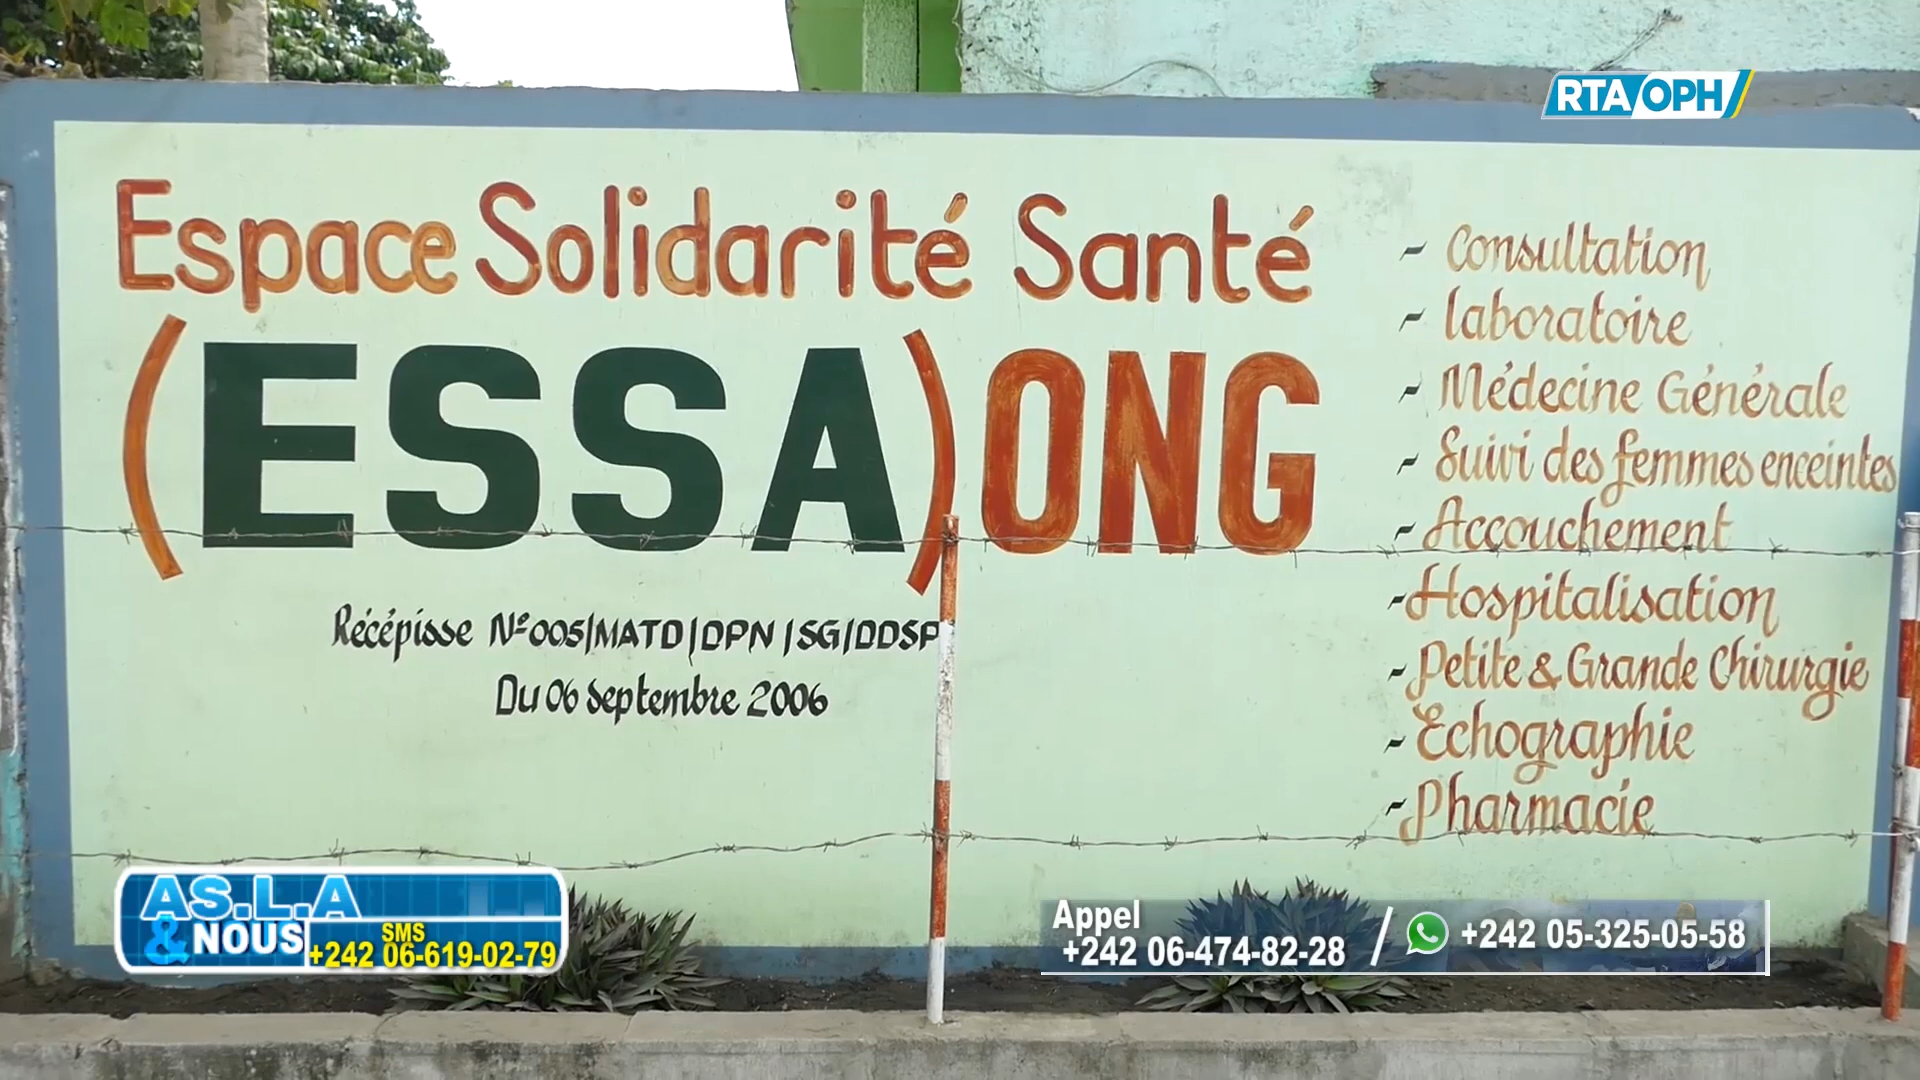 RTA OPH
Espace Solidarité Santé
(ESSA) ONG
Récépisse Nº 005/MATD/DPN/SG/DDSP
Du 06 Septembre 2006
- Consultation
- laboratoire
- Médecine Générale
- Suivi des femmes enceintes
- Accouchement
- Hospitalisation
- Petite & Grande Chirurgie
- Echographie
- Pharmacie
AS.L.A
& NOUS
SMS
+242 06-619-02-79
Appel
+242 06-474-82-28 / +242 05-325-05-58